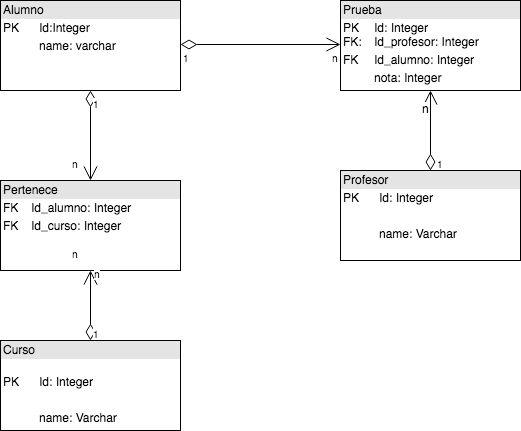 Alumno
PK Id:Integer
name: varchar
1
n
1
n
Prueba
PK Id: Integer
FK: Id_profesor: Integer
FK Id_alumno: Integer
nota: Integer
n
1
Profesor
PK Id: Integer
name: Varchar
Pertenece
FK Id_alumno: Integer
FK Id_curso: Integer
n
n
1
Curso
PK Id: Integer
name: Varchar